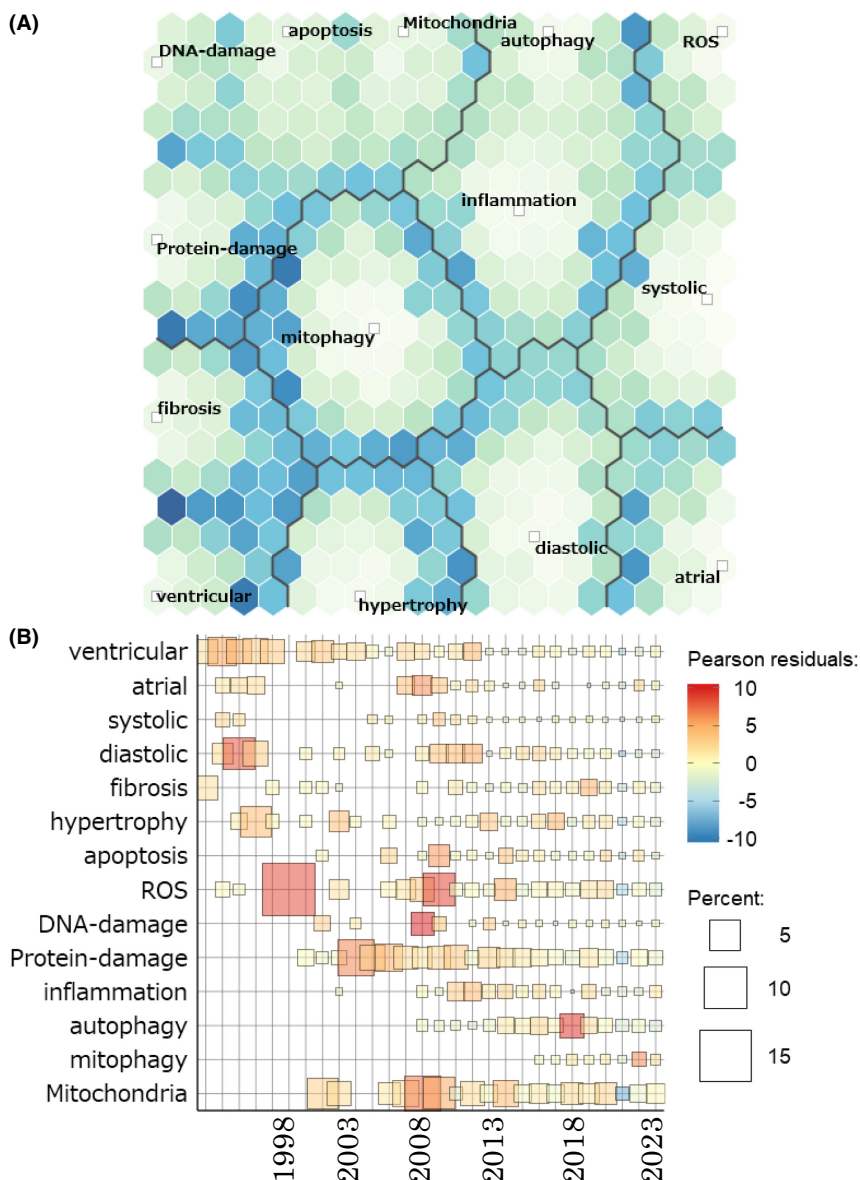 (A)
apoptosis
Mitochondria
DNA-damage
autophagy
ROS
inflammation
Protein-damage
systolic
mitophagy
fibrosis
diastolic
atrial
ventricular
hypertrophy
(B)
ventricular
atrial
systolic
diastolic
fibrosis
hypertrophy
apoptosis
ROS
DNA-damage
Protein-damage
inflammation
autophagy
mitophagy
Mitochondria
1998
2003
2008
2013
2018
2023
Pearson residuals:
10
5
0
-5
-10
Percent:
5
10
15